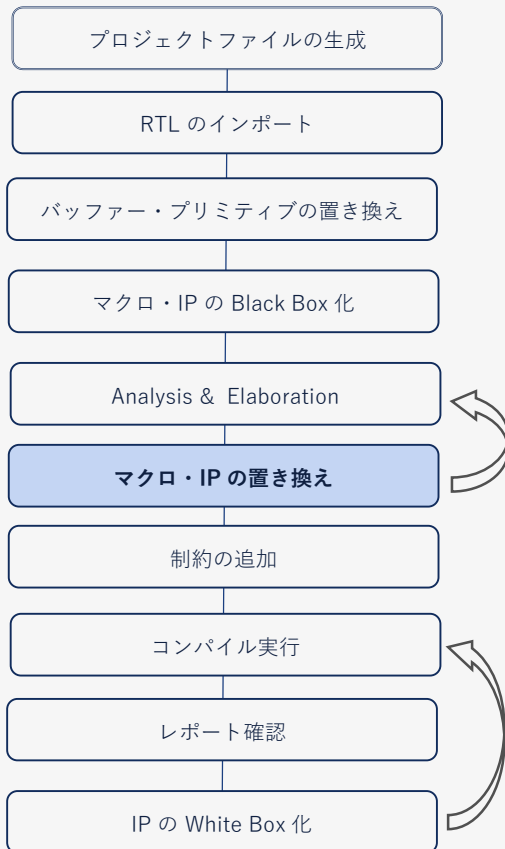 プロジェクトファイルの生成
RTL のインポート
バッファー・プリミティブの置き換え
マクロ・IP の Black Box 化
Analysis & Elaboration
マクロ・IP の置き換え
制約の追加
コンパイル実行
レポート確認
IP の White Box 化